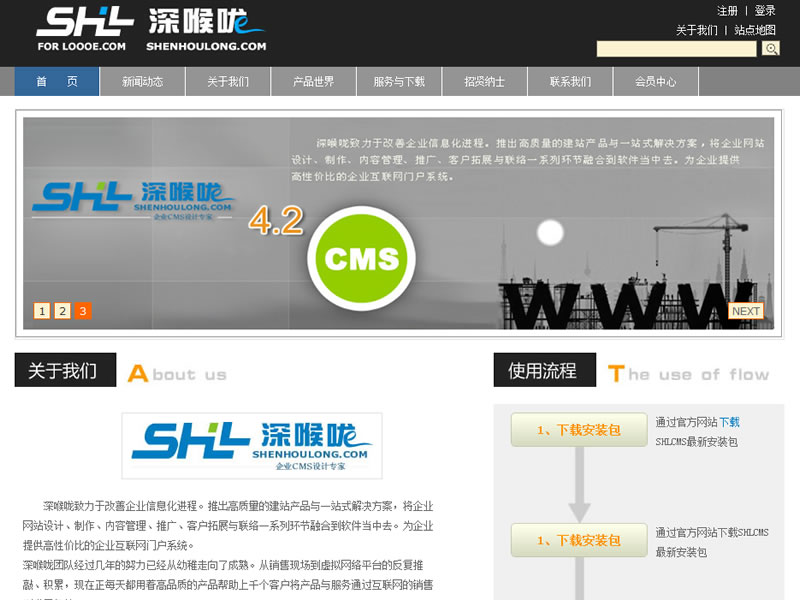 SHLL 深喉咙
FOR LOOOE.COM SHENHOULONG.COM
注册 | 登录
关于我们 | 站点地图
首 页 新闻动态 关于我们 产品世界 服务与下载 招贤纳士 联系我们 会员中心
深喉咙致力于改善企业信息化进程。推出高质量的建站产品与一站式解决方案，将企业网站
设计、制作、内容管理、推广、客户拓展与联络一系列环节融合到软件当中去。为企业提供
高性价比的企业互联网门户系统。
SHLL 深喉咙
SHENHOULONG.COM
企业CMS设计专家
4.2
CMS
WWW
1 2 3
NEXT
关于我们 About us
SHLL 深喉咙
SHENHOULONG.COM
企业CMS设计专家
深喉咙致力于改善企业信息化进程。推出高质量的建站产品与一站式解决方案，将企业
网站设计、制作、内容管理、推广、客户拓展与联络一系列环节融合到软件当中去。为企业
提供高性价比的企业互联网门户系统。
深喉咙团队经过几年的努力已经从幼稚走向了成熟。从销售现场到虚拟网络平台的反复推
敲、积累，现在正每天都用着高品质的产品帮助上千个客户将产品与服务通过互联网的销售
使用流程 The use of flow
1、下载安装包
通过官方网站下载
SHLCMS最新安装包
1、下载安装包
通过官方网站下载SHLCMS
最新安装包